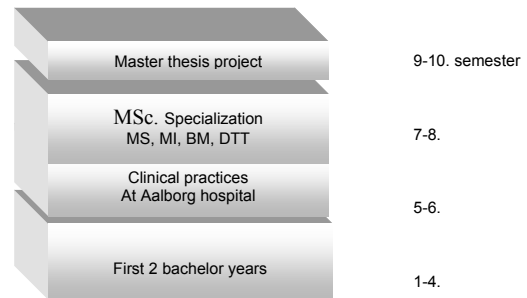 Master thesis project
9-10. semester
MSc. Specialization
MS, MI, BM, DTT
7-8.
Clinical practices
At Aalborg hospital
5-6.
First 2 bachelor years
1-4.